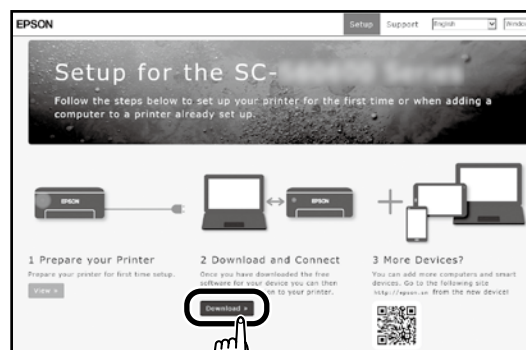 EPSON
Setup Support English Window
Setup for the SC-
Follow the steps below to set up your printer for the first time or when adding a
computer to a printer already set up.
EPSON
EPSON
1 Prepare your Printer
Prepare your printer for first time setup.
View >
2 Download and Connect
Once you have downloaded the free
software for your device you can then
on to your printer.
Download >
3 More Devices?
You can add more computers and smart
devices. Go to the following site
http://epson.sn from the new device!